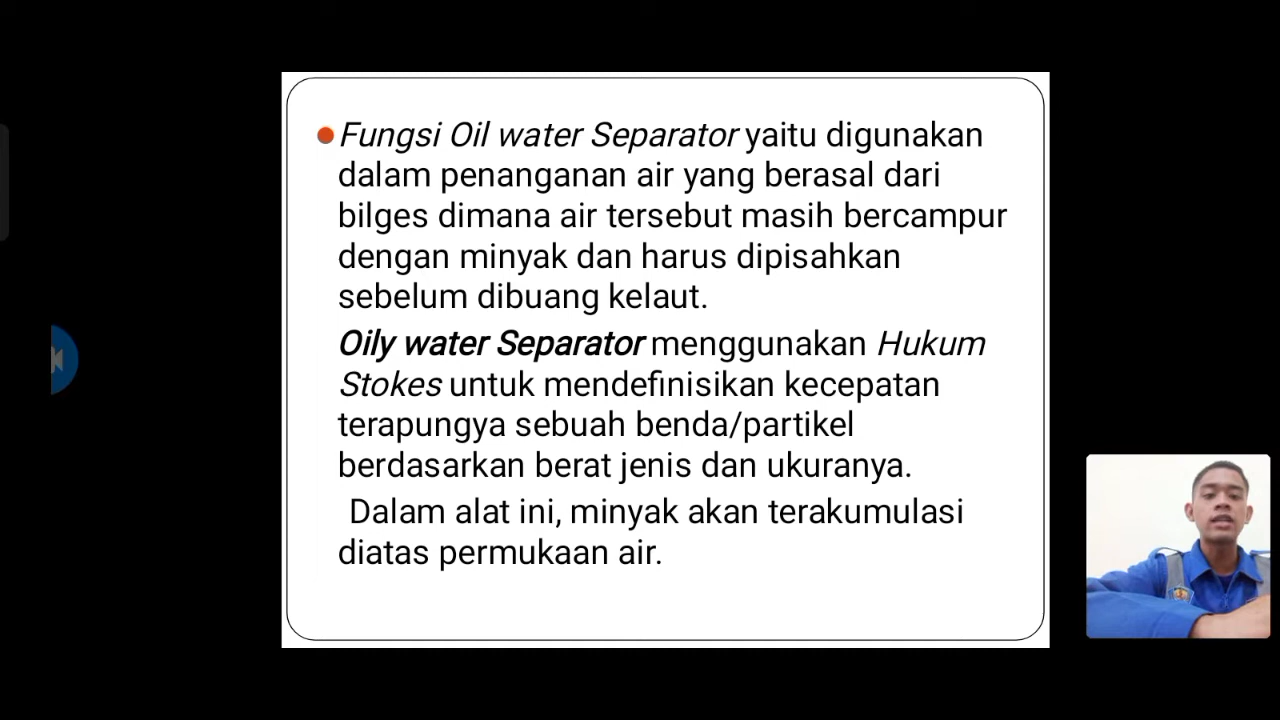 Fungsi Oil water Separator yaitu digunakan
dalam penanganan air yang berasal dari
bilges dimana air tersebut masih bercampur
dengan minyak dan harus dipisahkan
sebelum dibuang kelaut.
Oily water Separator menggunakan Hukum
Stokes untuk mendefinisikan kecepatan
terapungya sebuah benda/partikel
berdasarkan berat jenis dan ukuranya.
Dalam alat ini, minyak akan terakumulasi
diatas permukaan air.